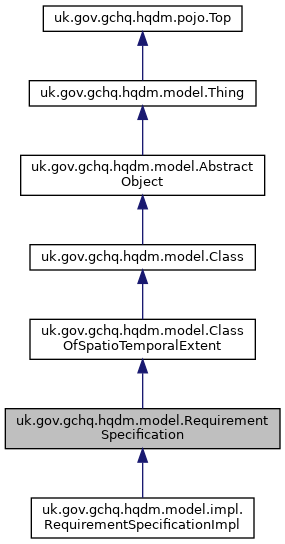 uk.gov.gchq.hqdm.pojo.Top
uk.gov.gchq.hqdm.model.Thing
uk.gov.gchq.hqdm.model.Abstract
Object
uk.gov.gchq.hqdm.model.Class
uk.gov.gchq.hqdm.model.Class
OfSpatioTemporalExtent
uk.gov.gchq.hqdm.model.Requirement
Specification
uk.gov.gchq.hqdm.model.impl.
RequirementSpecificationImpl